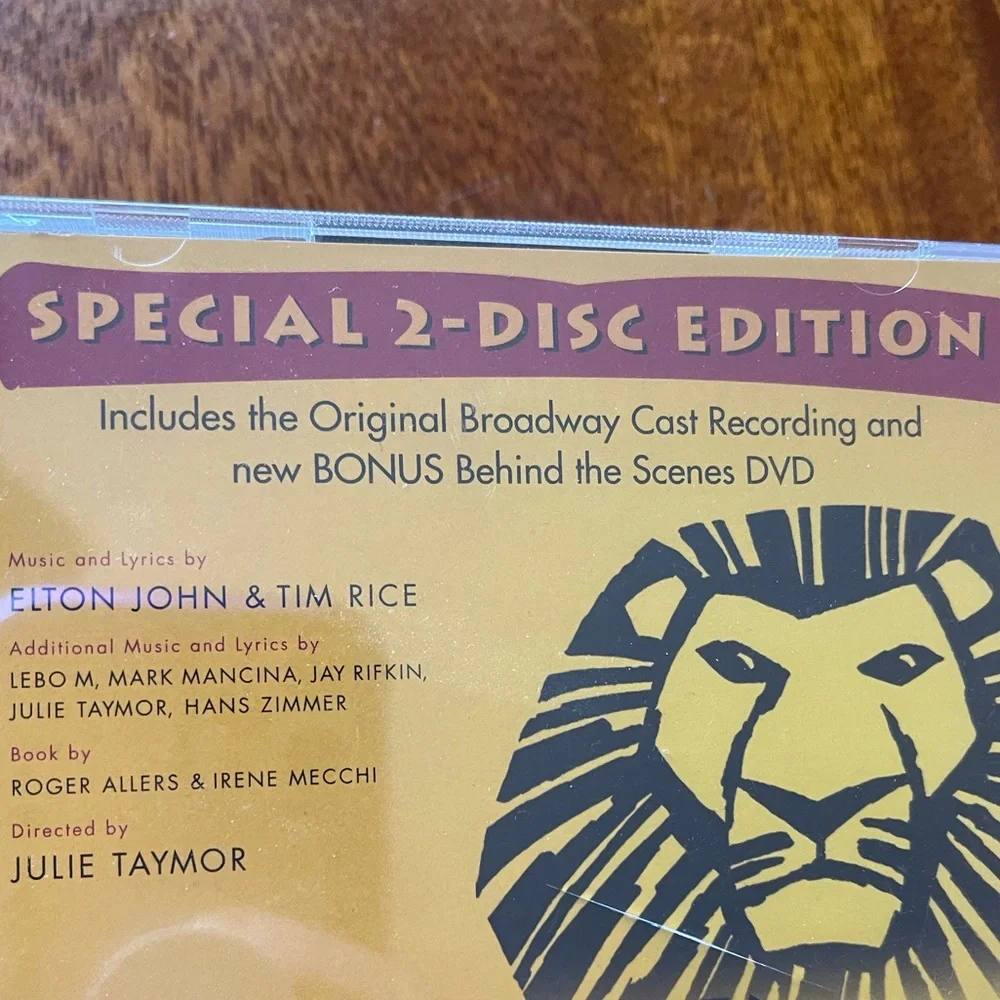 SPECIAL 2-DISC EDITION
Includes the Original Broadway Cast Recording and
new BONUS Behind the Scenes DVD
Music and Lyrics by
ELTON JOHN & TIM RICE
Additional Music and Lyrics by
LEBO M, MARK MANCINA, JAY RIFKIN,
JULIE TAYMOR, HANS ZIMMER
Book by
ROGER ALLERS & IRENE MECCHI
Directed by
JULIE TAYMOR